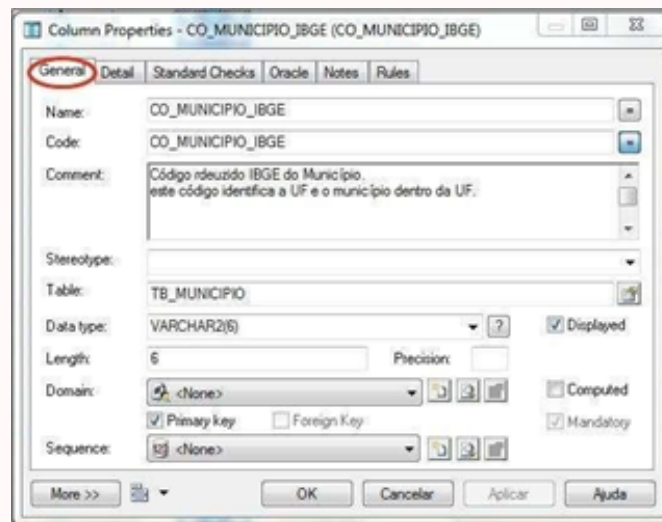 Column Properties - CO_MUNICIPIO_IBGE (CO_MUNICIPIO_IBGE)
General Detail Standard Checks Oracle Notes Rules
Name: CO_MUNICIPIO_IBGE =
Code: CO_MUNICIPIO_IBGE =
Comment: Código rdeuzido IBGE do Município.
este código identifica a UF e o município dentro da UF.
Stereotype:
Table: TB_MUNICIPIO
Data type: VARCHAR2(6) ? Displayed
Length: 6 Precision:
Domain: <None> Computed
Primary key Foreign Key Mandatory
Sequence: <None>
More >> OK Cancelar Aplicar Ajuda